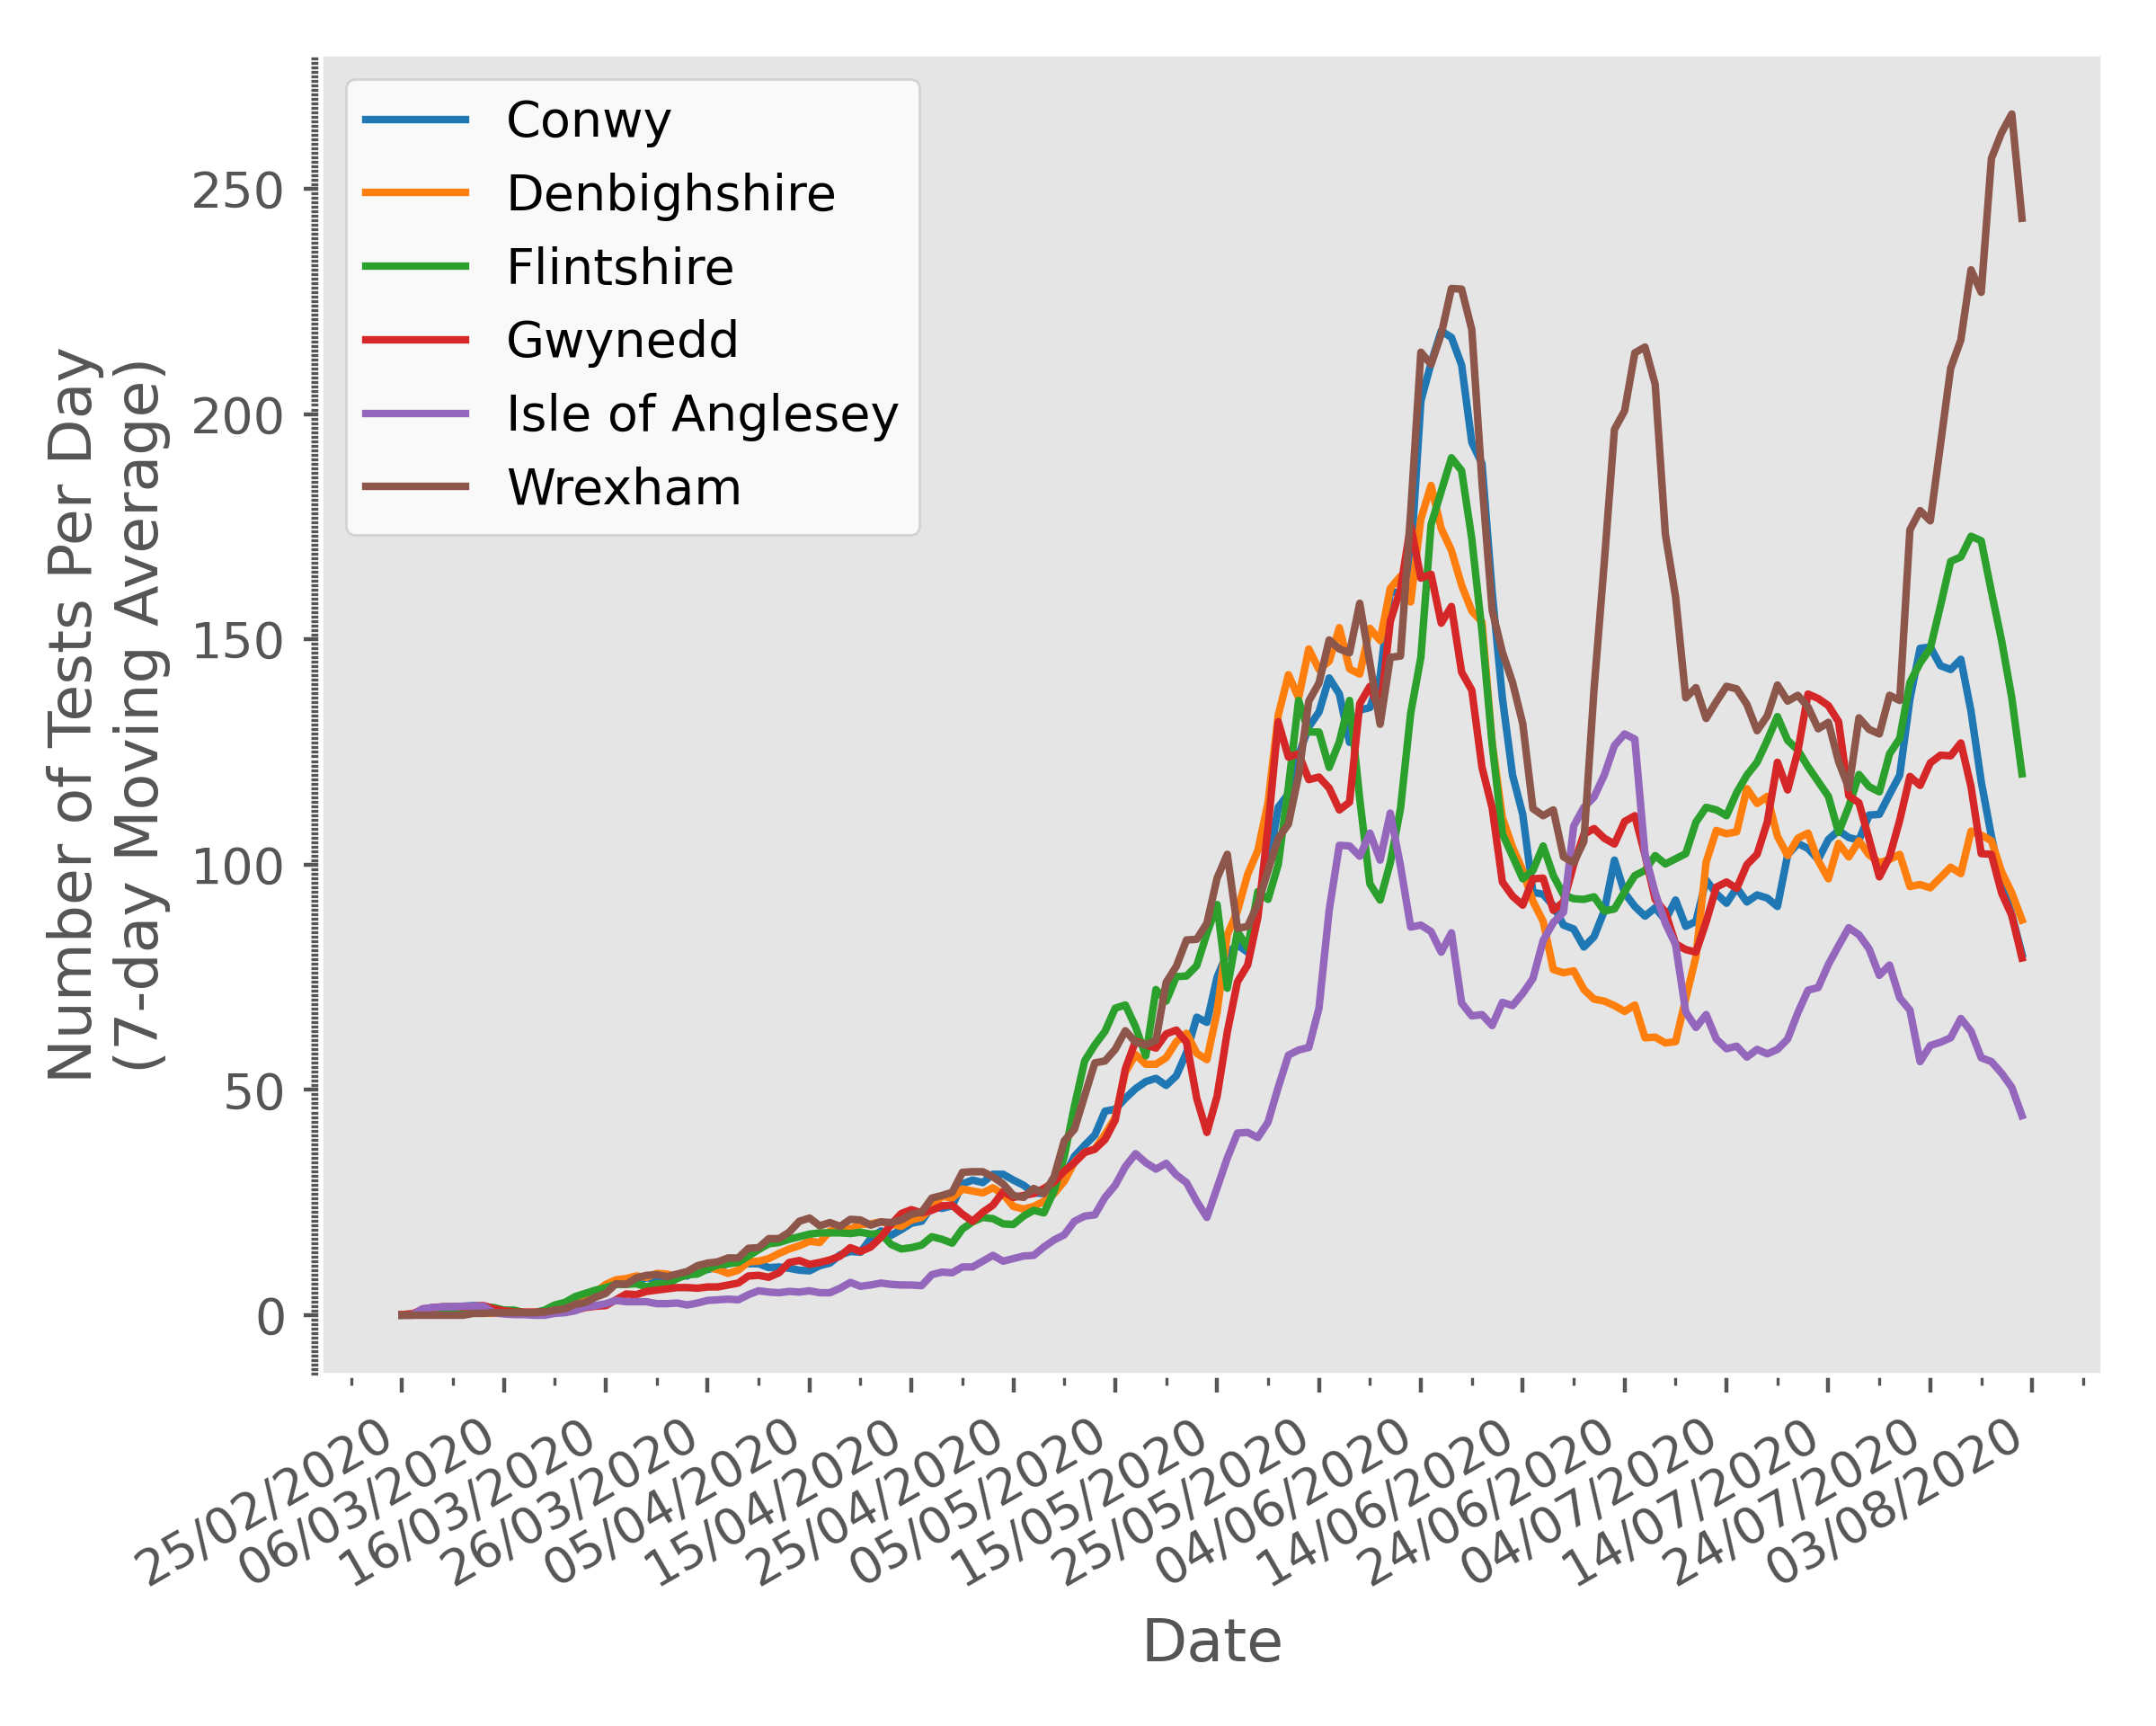 Conwy
Denbighshire
Flintshire
Gwynedd
Isle of Anglesey
Wrexham
Number of Tests Per Day
(7-day Moving Average)
250
200
150
100
50
0
25/02/2020
06/03/2020
16/03/2020
26/03/2020
05/04/2020
15/04/2020
25/04/2020
05/05/2020
15/05/2020
25/05/2020
04/06/2020
14/06/2020
24/06/2020
04/07/2020
14/07/2020
24/07/2020
03/08/2020
Date